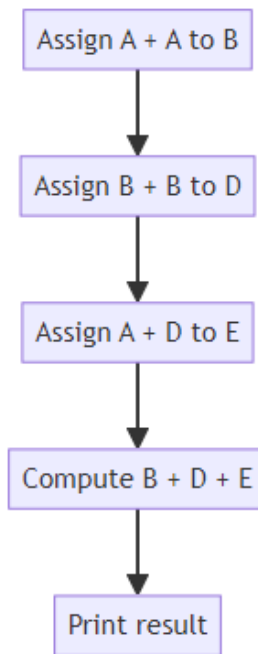 Assign A + A to B
Assign B + B to D
Assign A + D to E
Compute B + D + E
Print result